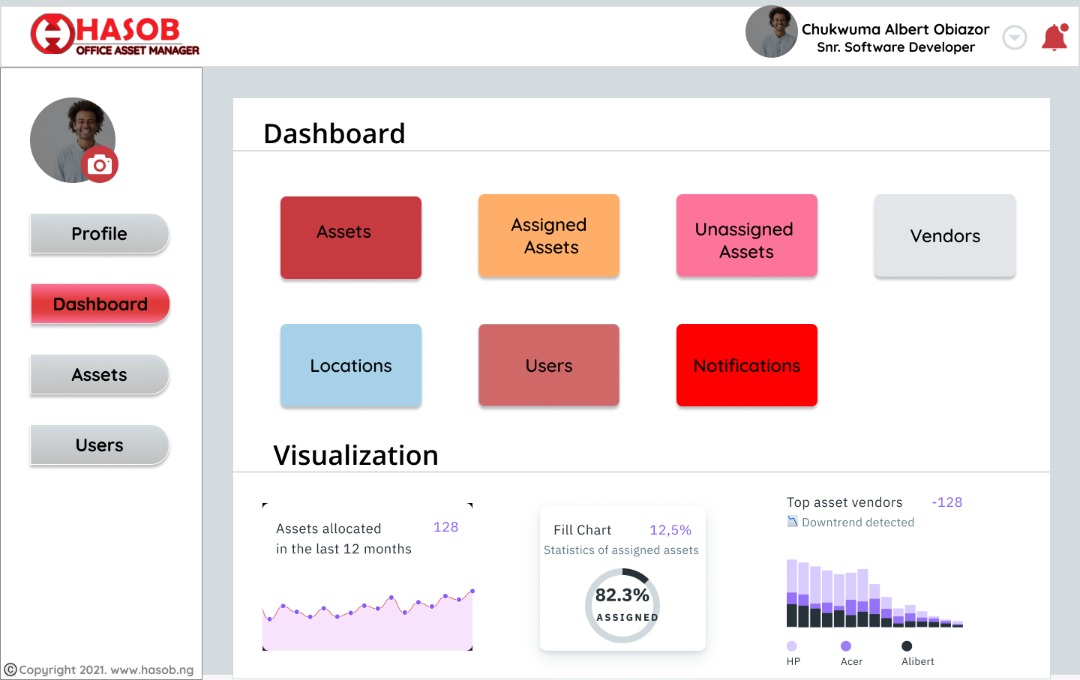 HASOB
OFFICE ASSET MANAGER
Chukwuma Albert Obiazor
Snr. Software Developer
Profile
Dashboard
Assets
Users
Dashboard
Assets
Assigned
Assets
Unassigned
Assets
Vendors
Locations
Users
Notifications
Visualization
Assets allocated
in the last 12 months
128
Fill Chart
12,5%
Statistics of assigned assets
82.3%
ASSIGNED
Top asset vendors
-128
Downtrend detected
HP
Acer
Alibert
©Copyright 2021. www.hasob.ng